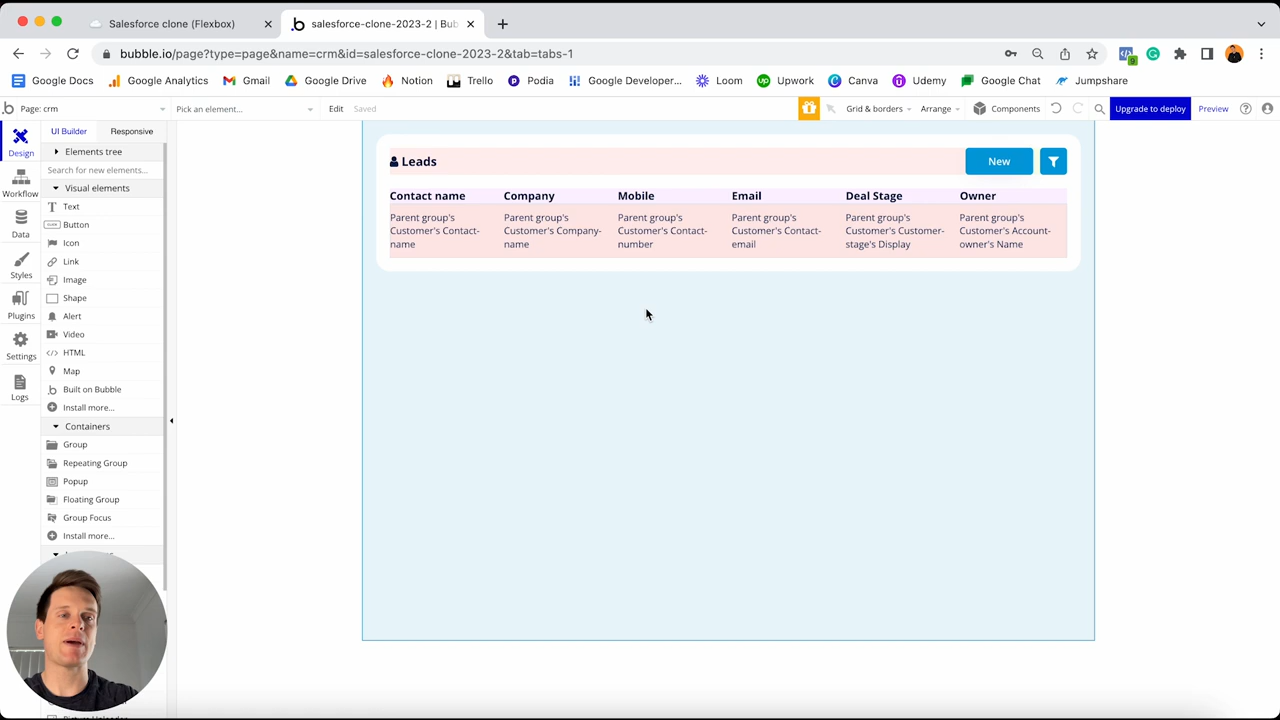 Salesforce clone (Flexbox)
salesforce-clone-2023-2 | Bub
bubble.io/page?type=page&name=crm&id=salesforce-clone-2023-2&tab=tabs-1
Google Docs Google Analytics Gmail Google Drive Notion Trello Podia Google Developer... Loom Upwork Canva Udemy Google Chat Jumpshare
Page: crm Pick an element... Edit Saved Grid & borders Arrange Components Upgrade to deploy Preview
Design
Workflow
Data
Styles
Plugins
Settings
Logs
UI Builder Responsive
Elements tree
Search for new elements...
Visual elements
Text
Button
Icon
Link
Image
Shape
Alert
Video
HTML
Map
Built on Bubble
Install more...
Containers
Group
Repeating Group
Popup
Floating Group
Group Focus
Install more...
Leads New
Contact name Company Mobile Email Deal Stage Owner
Parent group's Parent group's Parent group's Parent group's Parent group's Parent group's
Customer's Contact- Customer's Company- Customer's Contact- Customer's Contact- Customer's Customer- Customer's Account-
name name number email stage's Display owner's Name